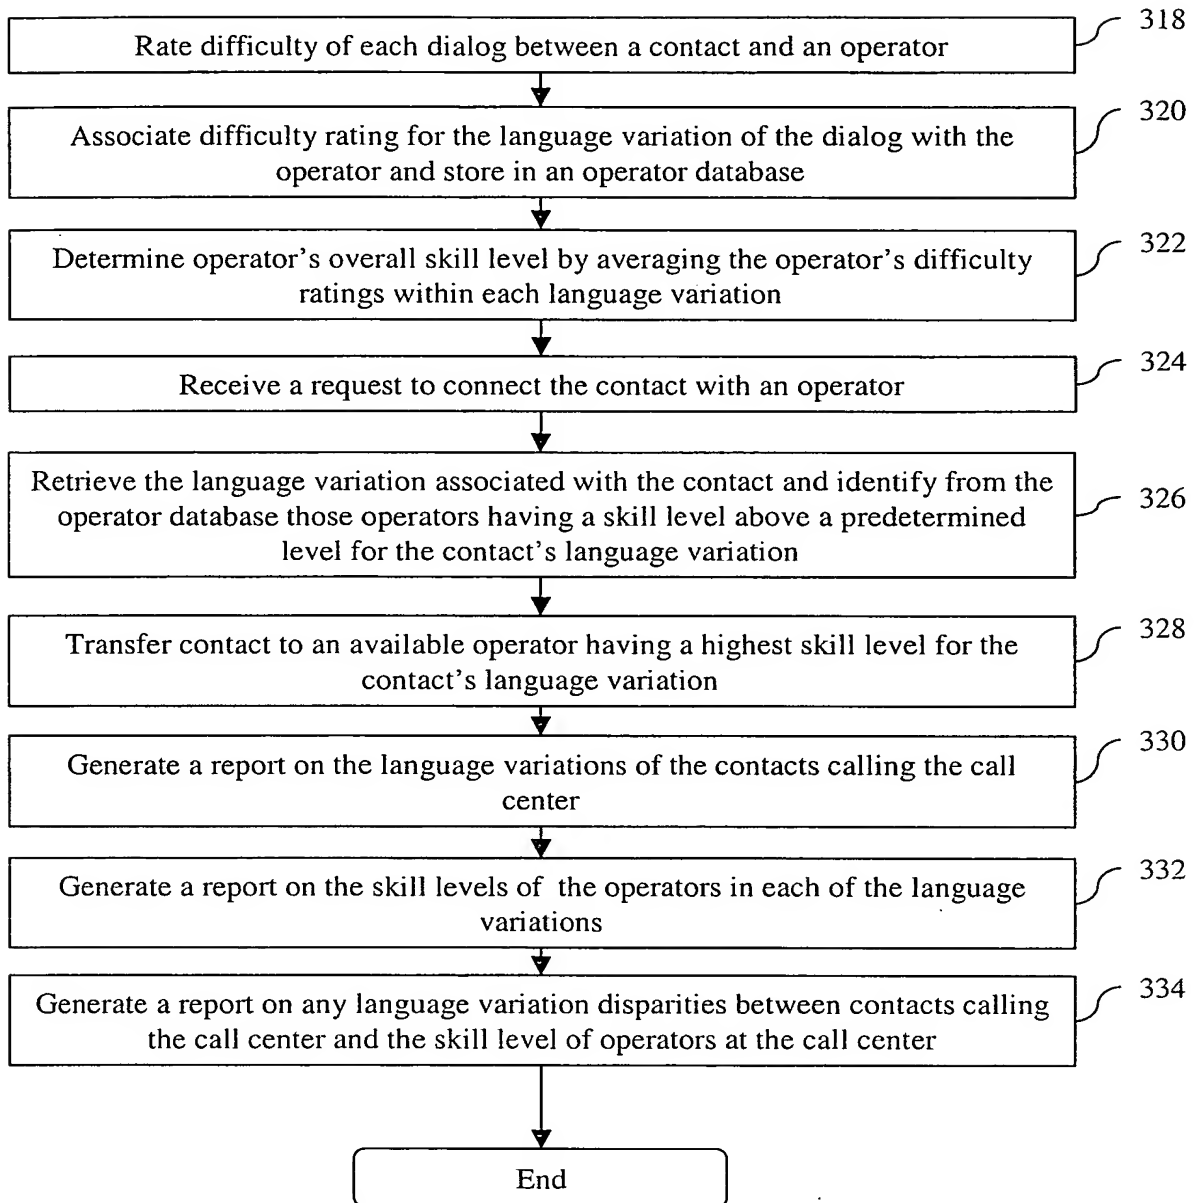 Rate difficulty of each dialog between a contact and an operator
318
Associate difficulty rating for the language variation of the dialog with the
operator and store in an operator database
320
Determine operator's overall skill level by averaging the operator's difficulty
ratings within each language variation
322
Receive a request to connect the contact with an operator
324
Retrieve the language variation associated with the contact and identify from the
operator database those operators having a skill level above a predetermined
level for the contact's language variation
326
Transfer contact to an available operator having a highest skill level for the
contact's language variation
328
Generate a report on the language variations of the contacts calling the call
center
330
Generate a report on the skill levels of the operators in each of the language
variations
332
Generate a report on any language variation disparities between contacts calling
the call center and the skill level of operators at the call center
334
End